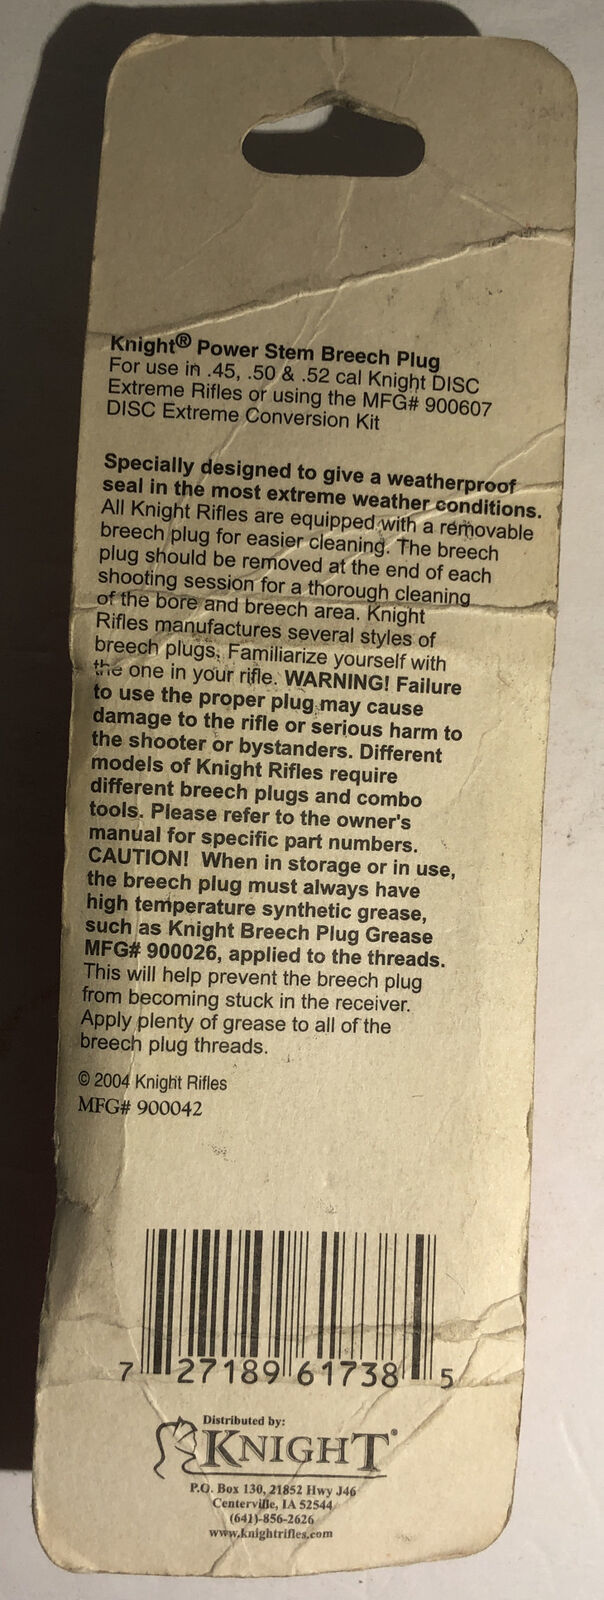 Knight® Power Stem Breech Plug
For use in .45, .50 & .52 cal Knight DISC
Extreme Rifles or using the MFG# 900607
DISC Extreme Conversion Kit
Specially designed to give a weatherproof
seal in the most extreme weather conditions.
All Knight Rifles are equipped with a removable
breech plug for easier cleaning. The breech
plug should be removed at the end of each
shooting session for a thorough cleaning
of the bore and breech area. Knight
Rifles manufactures several styles of
breech plugs. Familiarize yourself with
the one in your rifle. WARNING! Failure
to use the proper plug may cause
damage to the rifle or serious harm to
the shooter or bystanders. Different
models of Knight Rifles require
different breech plugs and combo
tools. Please refer to the owner's
manual for specific part numbers.
CAUTION! When in storage or in use,
the breech plug must always have
high temperature synthetic grease,
such as Knight Breech Plug Grease
MFG# 900026, applied to the threads.
This will help prevent the breech plug
from becoming stuck in the receiver.
Apply plenty of grease to all of the
breech plug threads.
© 2004 Knight Rifles
MFG# 900042
7 27189 61738 5
Distributed by:
KNIGHT®
P.O. Box 130, 21852 Hwy J46
Centerville, IA 52544
(641)-856-2626
www.knightrifles.com